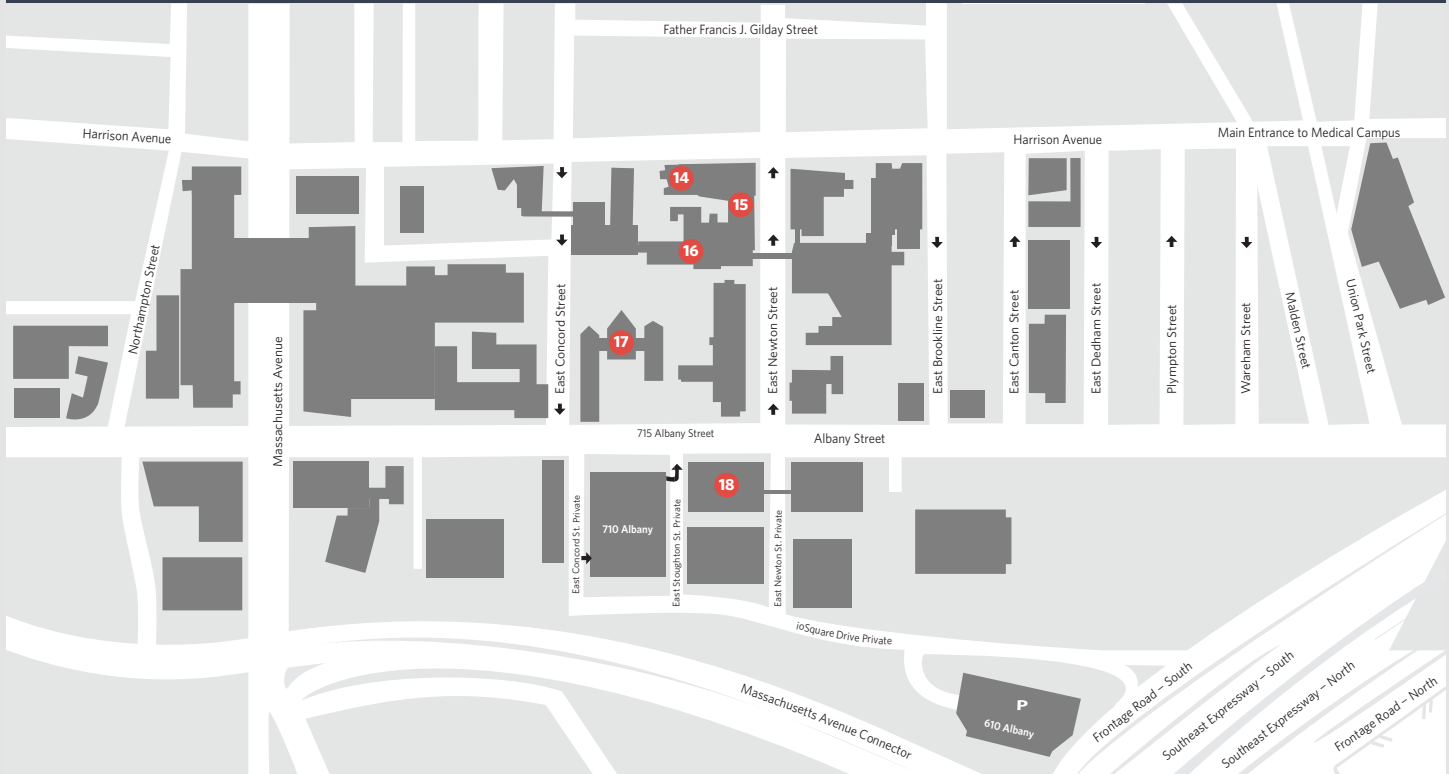 Father Francis J. Gilday Street
Harrison Avenue
Harrison Avenue
Main Entrance to Medical Campus
14
15
16
17
Northampton Street
Massachusetts Avenue
East Concord Street
East Newton Street
East Brookline Street
East Canton Street
East Dedham Street
Plympton Street
Wareham Street
Malden Street
Union Park Street
715 Albany Street
Albany Street
18
710 Albany
East Concord St. Private
East Stoughton St. Private
East Newton St. Private
ioSquare Drive Private
Massachusetts Avenue Connector
P
610 Albany
Frontage Road – South
Southeast Expressway – South
Southeast Expressway – North
Frontage Road – North